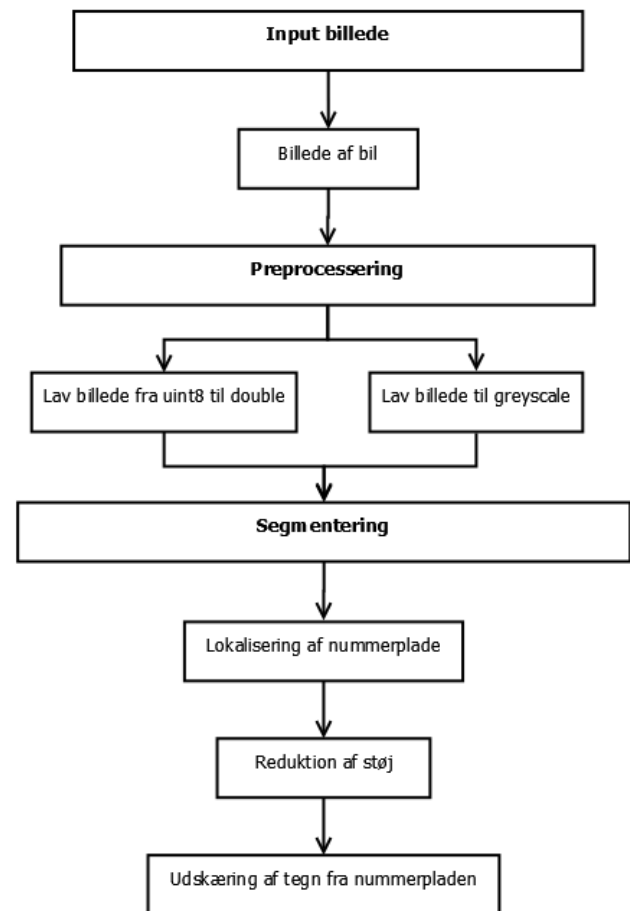 Input billede
Billede af bil
Preprocessering
Lav billede fra uint8 til double
Lav billede til greyscale
Segmentering
Lokalisering af nummerplade
Reduktion af støj
Udskæring af tegn fra nummerpladen